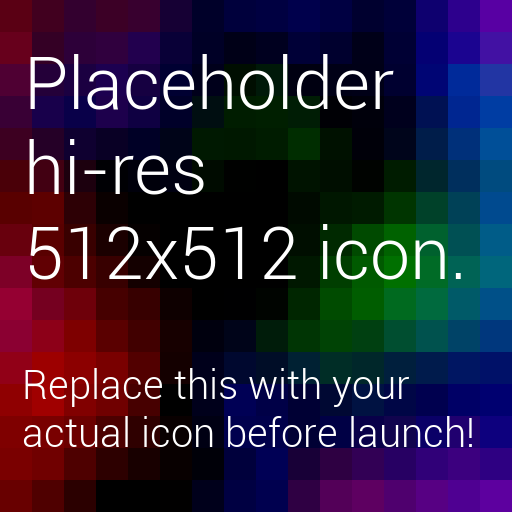 Placeholder
hi-res
512x512 icon.
Replace this with your
actual icon before launch!